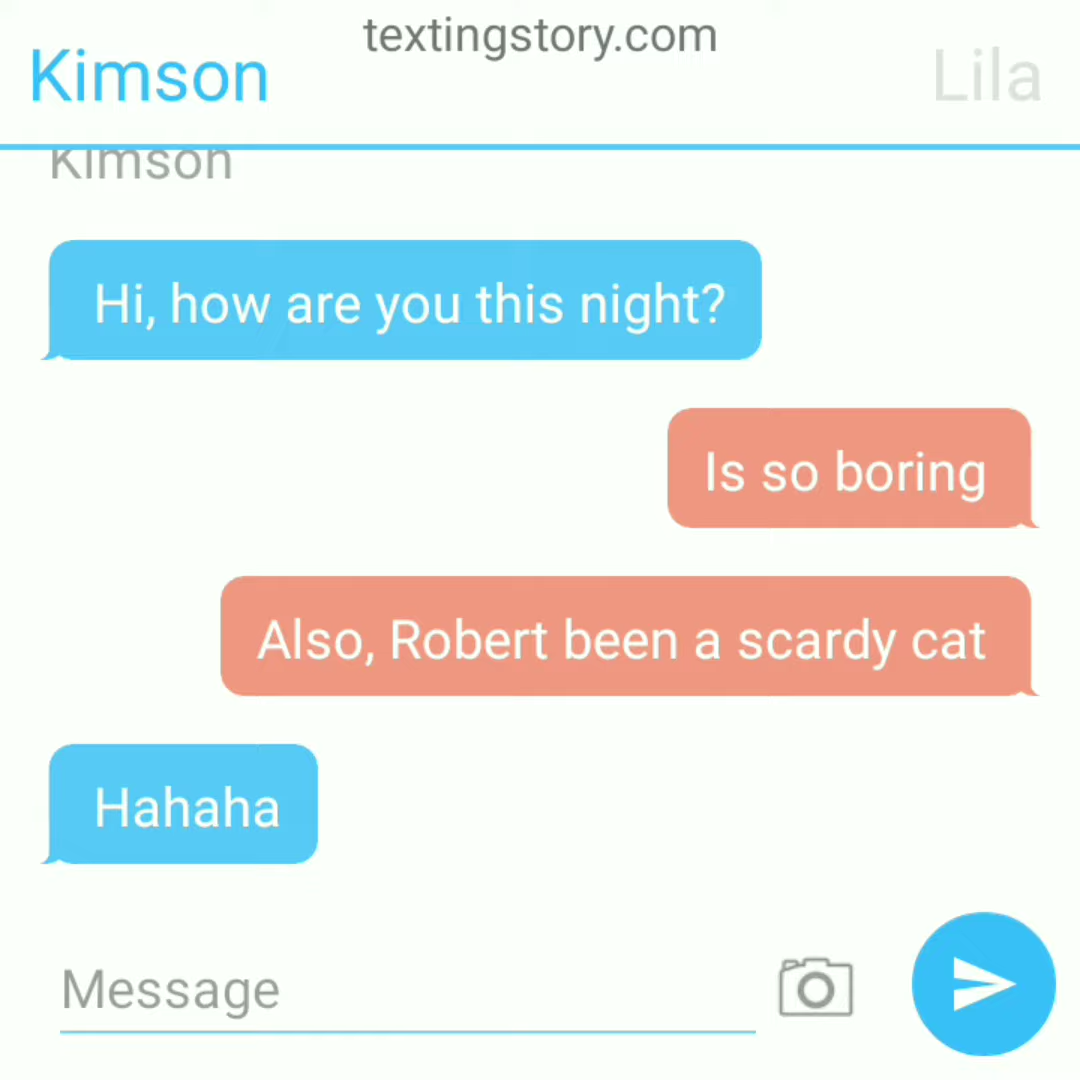 textingstory.com
Kimson
Lila
Kimson
Hi, how are you this night?
Is so boring
Also, Robert been a scardy cat
Hahaha
Message